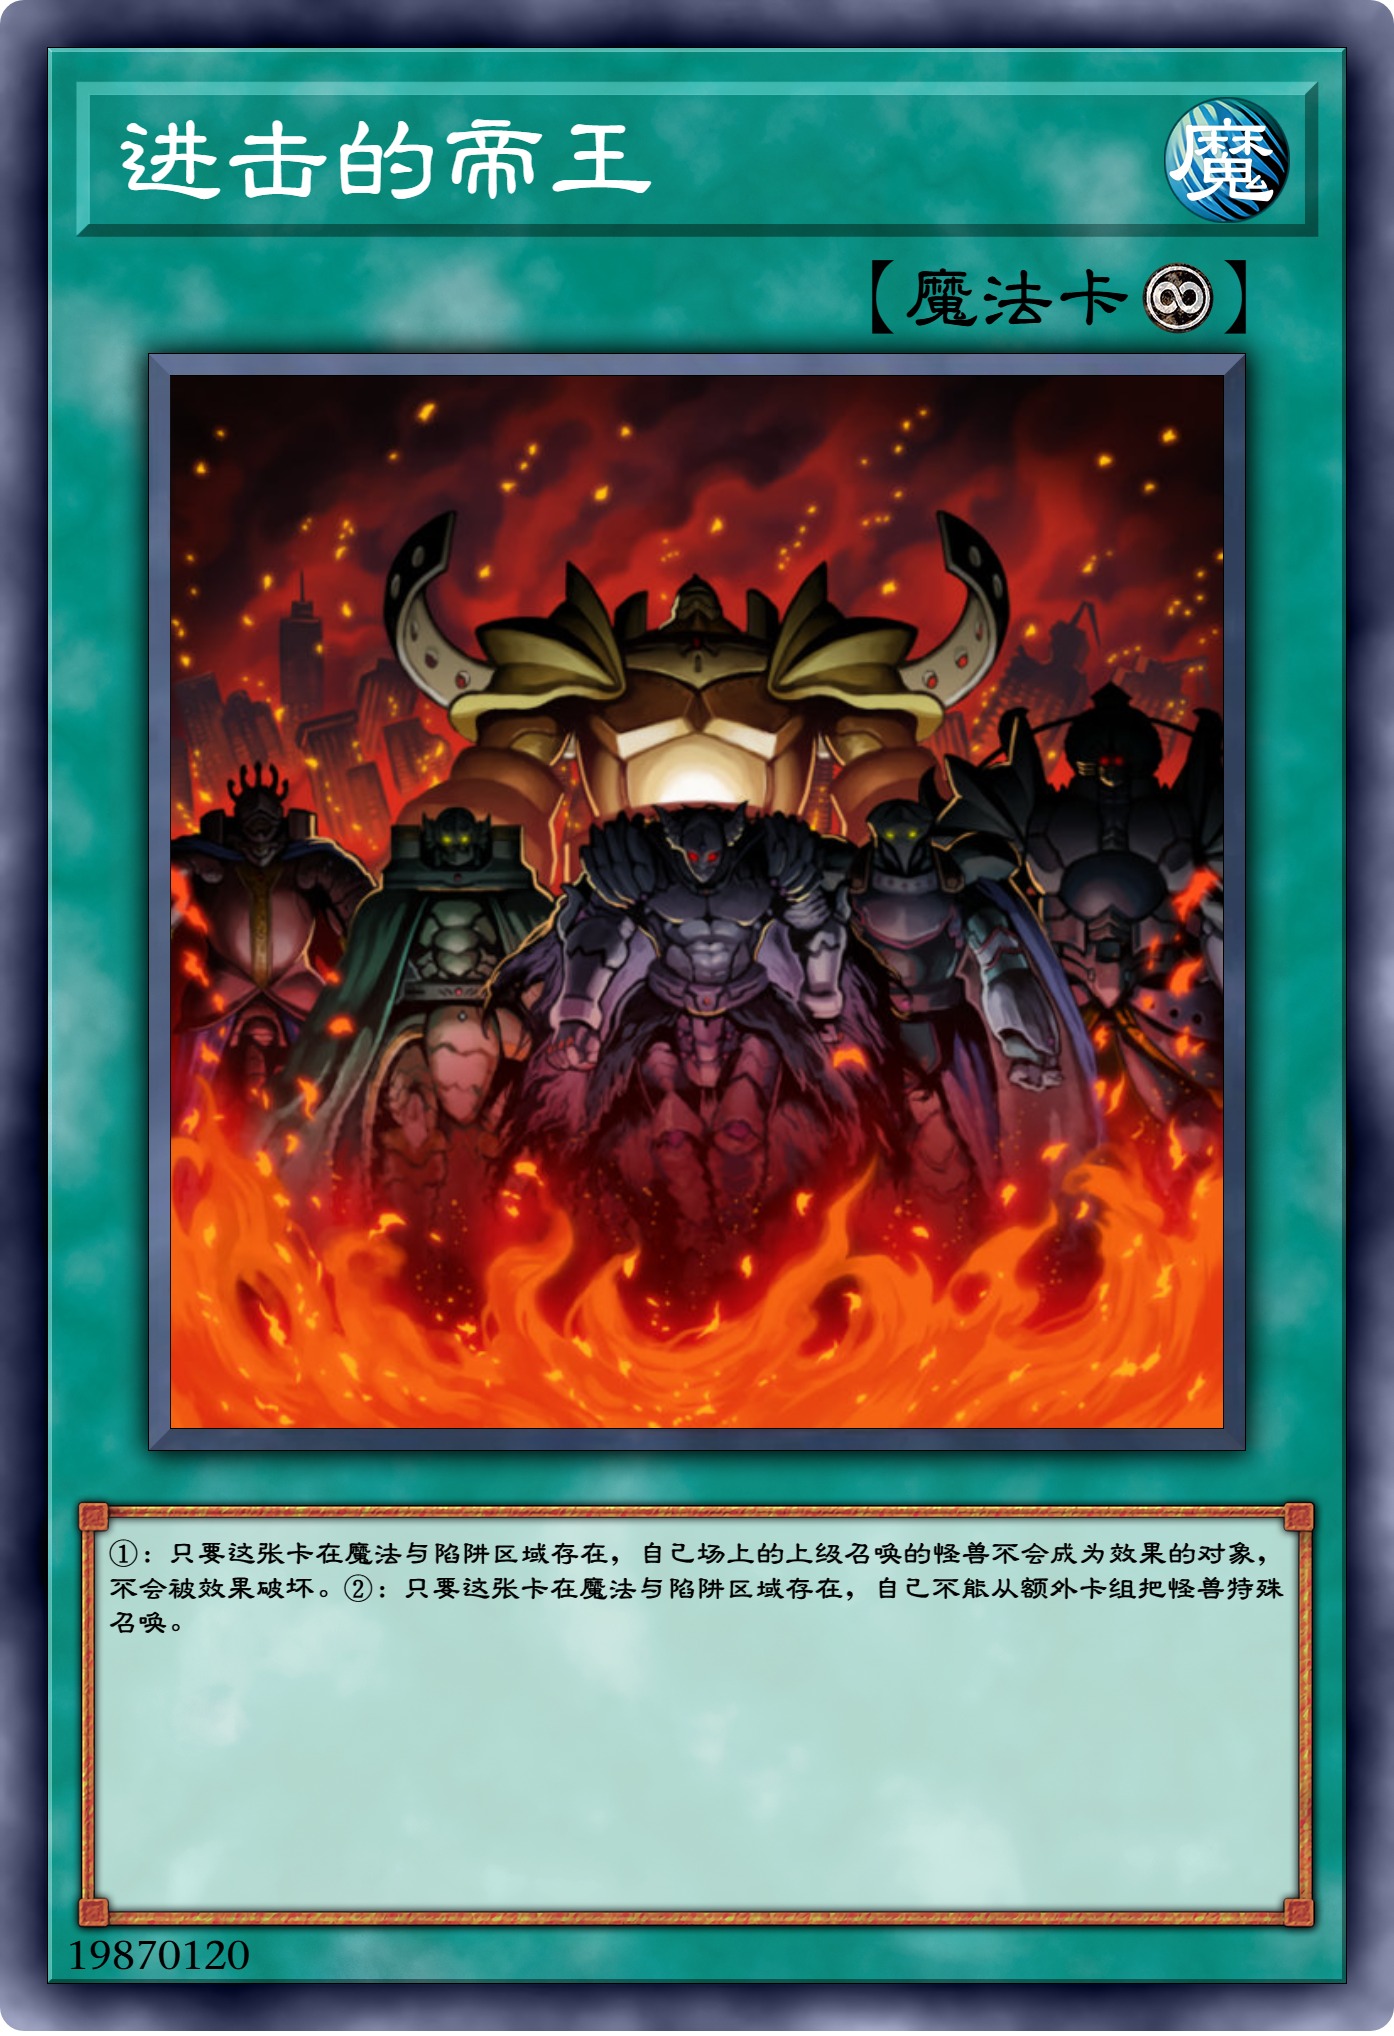 进击的帝王
魔
【魔法卡♾】
①：只要这张卡在魔法与陷阱区域存在，自己场上的上级召唤的怪兽不会成为效果的对象，
不会被效果破坏。②：只要这张卡在魔法与陷阱区域存在，自己不能从额外卡组把怪兽特殊
召唤。
19870120